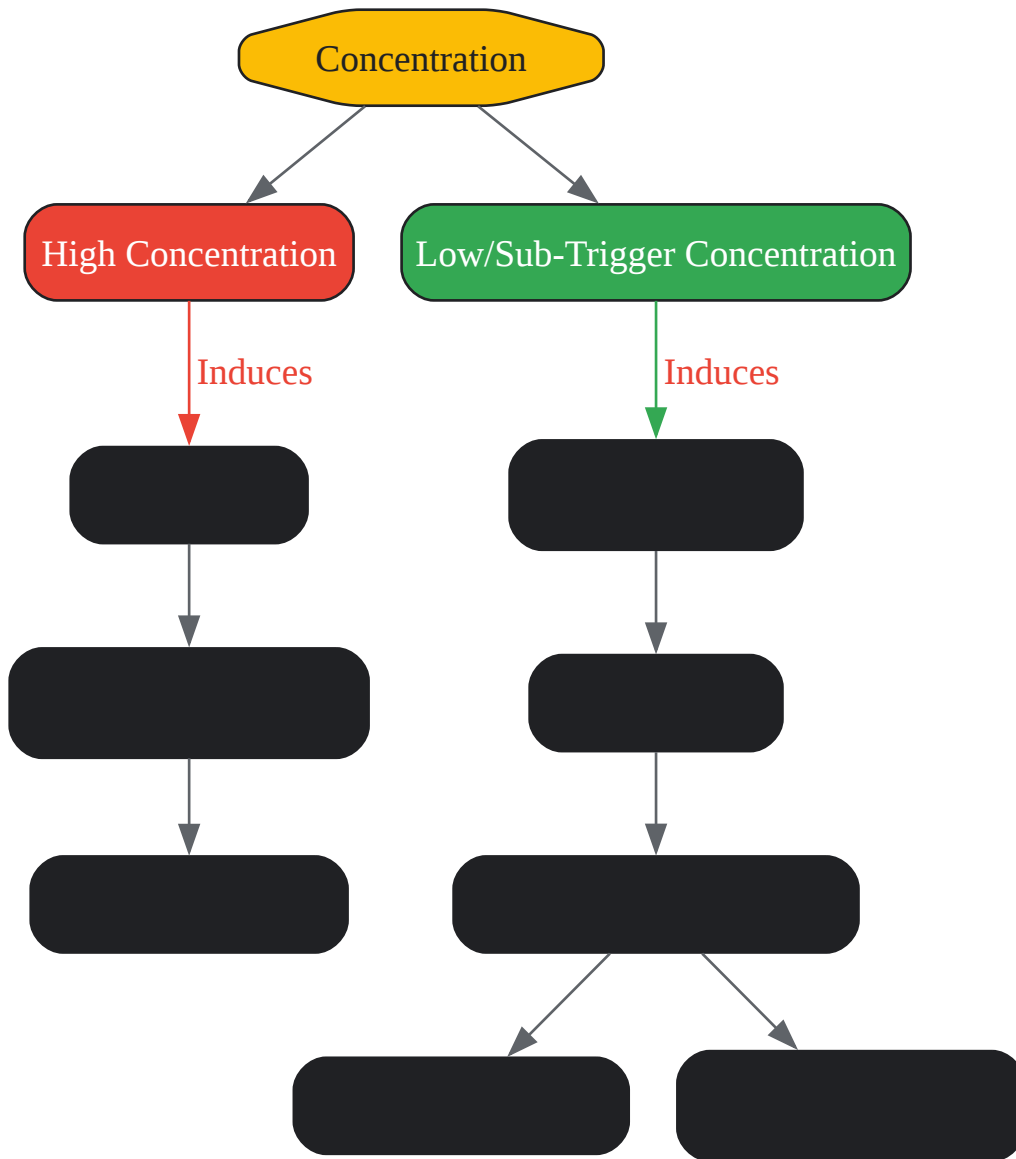 Concentration
High Concentration
Low/Sub-Trigger Concentration
Induces
Induces